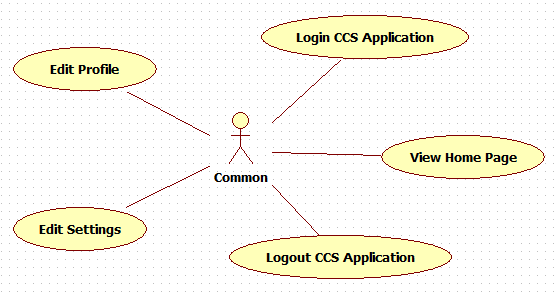 Login CCS Application
Edit Profile
View Home Page
Common
Edit Settings
Logout CCS Application